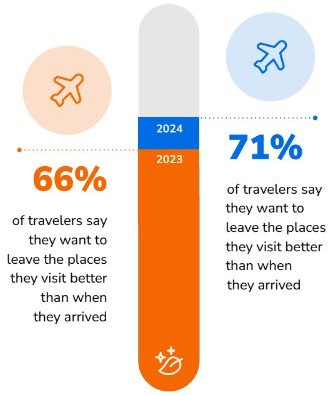 2024
2023
66%
of travelers say
they want to
leave the places
they visit better
than when
they arrived
71%
of travelers say
they want to
leave the places
they visit better
than when
they arrived